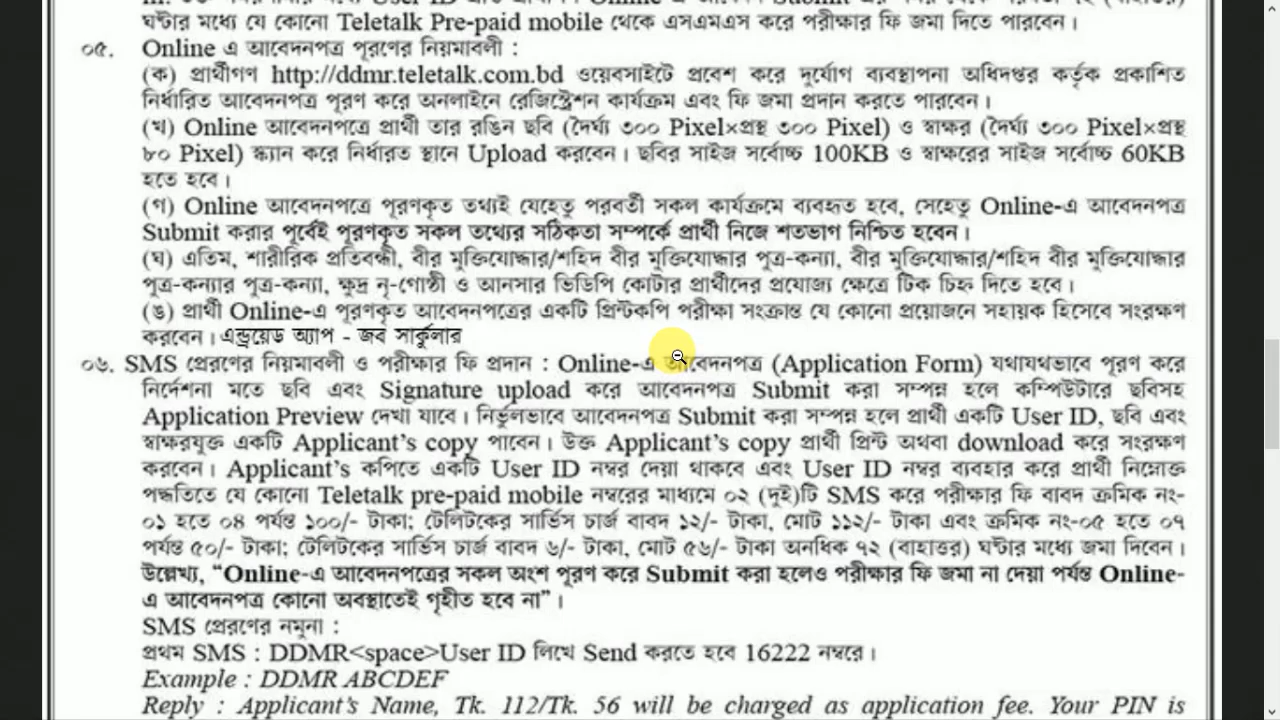 ঘন্টার মধ্যে যে কোনো Teletalk Pre-paid mobile থেকে এসএমএস করে পরীক্ষার ফি জমা দিতে পারবেন।
০৫. Online এ আবেদনপত্র পূরণের নিয়মাবলী :
(ক) প্রার্থীগণ http://ddmr.teletalk.com.bd ওয়েবসাইটে প্রবেশ করে দুর্যোগ ব্যবস্থাপনা অধিদপ্তর কর্তৃক প্রকাশিত
নির্ধারিত আবেদনপত্র পূরণ করে অনলাইনে রেজিস্ট্রেশন কার্যক্রম এবং ফি জমা প্রদান করতে পারবেন।
(খ) Online আবেদনপত্রে প্রার্থী তার রঙিন ছবি (দৈর্ঘ্য ৩০০ Pixel×প্রস্থ ৩০০ Pixel) ও স্বাক্ষর (দৈর্ঘ্য ৩০০ Pixel×প্রস্থ
৮০ Pixel) স্ক্যান করে নির্ধারত স্থানে Upload করবেন। ছবির সাইজ সর্বোচ্চ 100KB ও স্বাক্ষরের সাইজ সর্বোচ্চ 60KB
হতে হবে।
(গ) Online আবেদনপত্রে পূরণকৃত তথ্যই যেহেতু পরবর্তী সকল কার্যক্রমে ব্যবহৃত হবে, সেহেতু Online-এ আবেদনপত্র
Submit করার পূর্বেই পূরণকৃত সকল তথ্যের সঠিকতা সম্পর্কে প্রার্থী নিজে শতভাগ নিশ্চিত হবেন।
(ঘ) এতিম, শারীরিক প্রতিবন্ধী, বীর মুক্তিযোদ্ধার/শহিদ বীর মুক্তিযোদ্ধার পুত্র-কন্যা, বীর মুক্তিযোদ্ধার/শহিদ বীর মুক্তিযোদ্ধার
পুত্র-কন্যার পুত্র-কন্যা, ক্ষুদ্র নৃ-গোষ্ঠী ও আনসার ভিডিপি কোটার প্রার্থীদের প্রযোজ্য ক্ষেত্রে টিক চিহ্ন দিতে হবে।
(ঙ) প্রার্থী Online-এ পূরণকৃত আবেদনপত্রের একটি প্রিন্টকপি পরীক্ষা সংক্রান্ত যে কোনো প্রয়োজনে সহায়ক হিসেবে সংরক্ষণ
করবেন। এন্ড্রয়েড অ্যাপ - জব সার্কুলার
০৬. SMS প্রেরণের নিয়মাবলী ও পরীক্ষার ফি প্রদান : Online-এ আবেদনপত্র (Application Form) যথাযথভাবে পূরণ করে
নির্দেশনা মতে ছবি এবং Signature upload করে আবেদনপত্র Submit করা সম্পন্ন হলে কম্পিউটারে ছবিসহ
Application Preview দেখা যাবে। নির্ভুলভাবে আবেদনপত্র Submit করা সম্পন্ন হলে প্রার্থী একটি User ID, ছবি এবং
স্বাক্ষরযুক্ত একটি Applicant's copy পাবেন। উক্ত Applicant's copy প্রার্থী প্রিন্ট অথবা download করে সংরক্ষণ
করবেন। Applicant's কপিতে একটি User ID নম্বর দেয়া থাকবে এবং User ID নম্বর ব্যবহার করে প্রার্থী নিম্নোক্ত
পদ্ধতিতে যে কোনো Teletalk pre-paid mobile নম্বরের মাধ্যমে ০২ (দুই)টি SMS করে পরীক্ষার ফি বাবদ ক্রমিক নং-
০১ হতে ০৪ পর্যন্ত ১০০/- টাকা; টেলিটকের সার্ভিস চার্জ বাবদ ১২/- টাকা, মোট ১১২/- টাকা এবং ক্রমিক নং-০৫ হতে ০৭
পর্যন্ত ৫০/- টাকা; টেলিটকের সার্ভিস চার্জ বাবদ ৬/- টাকা, মোট ৫৬/- টাকা অনধিক ৭২ (বাহাত্তর) ঘন্টার মধ্যে জমা দিবেন।
উল্লেখ্য, “Online-এ আবেদনপত্রের সকল অংশ পূরণ করে Submit করা হলেও পরীক্ষার ফি জমা না দেয়া পর্যন্ত Online-
এ আবেদনপত্র কোনো অবস্থাতেই গৃহীত হবে না”।
SMS প্রেরণের নমুনা :
প্রথম SMS : DDMR<space>User ID লিখে Send করতে হবে 16222 নম্বরে।
Example : DDMR ABCDEF
Reply : Applicant's Name, Tk. 112/Tk. 56 will be charged as application fee. Your PIN is